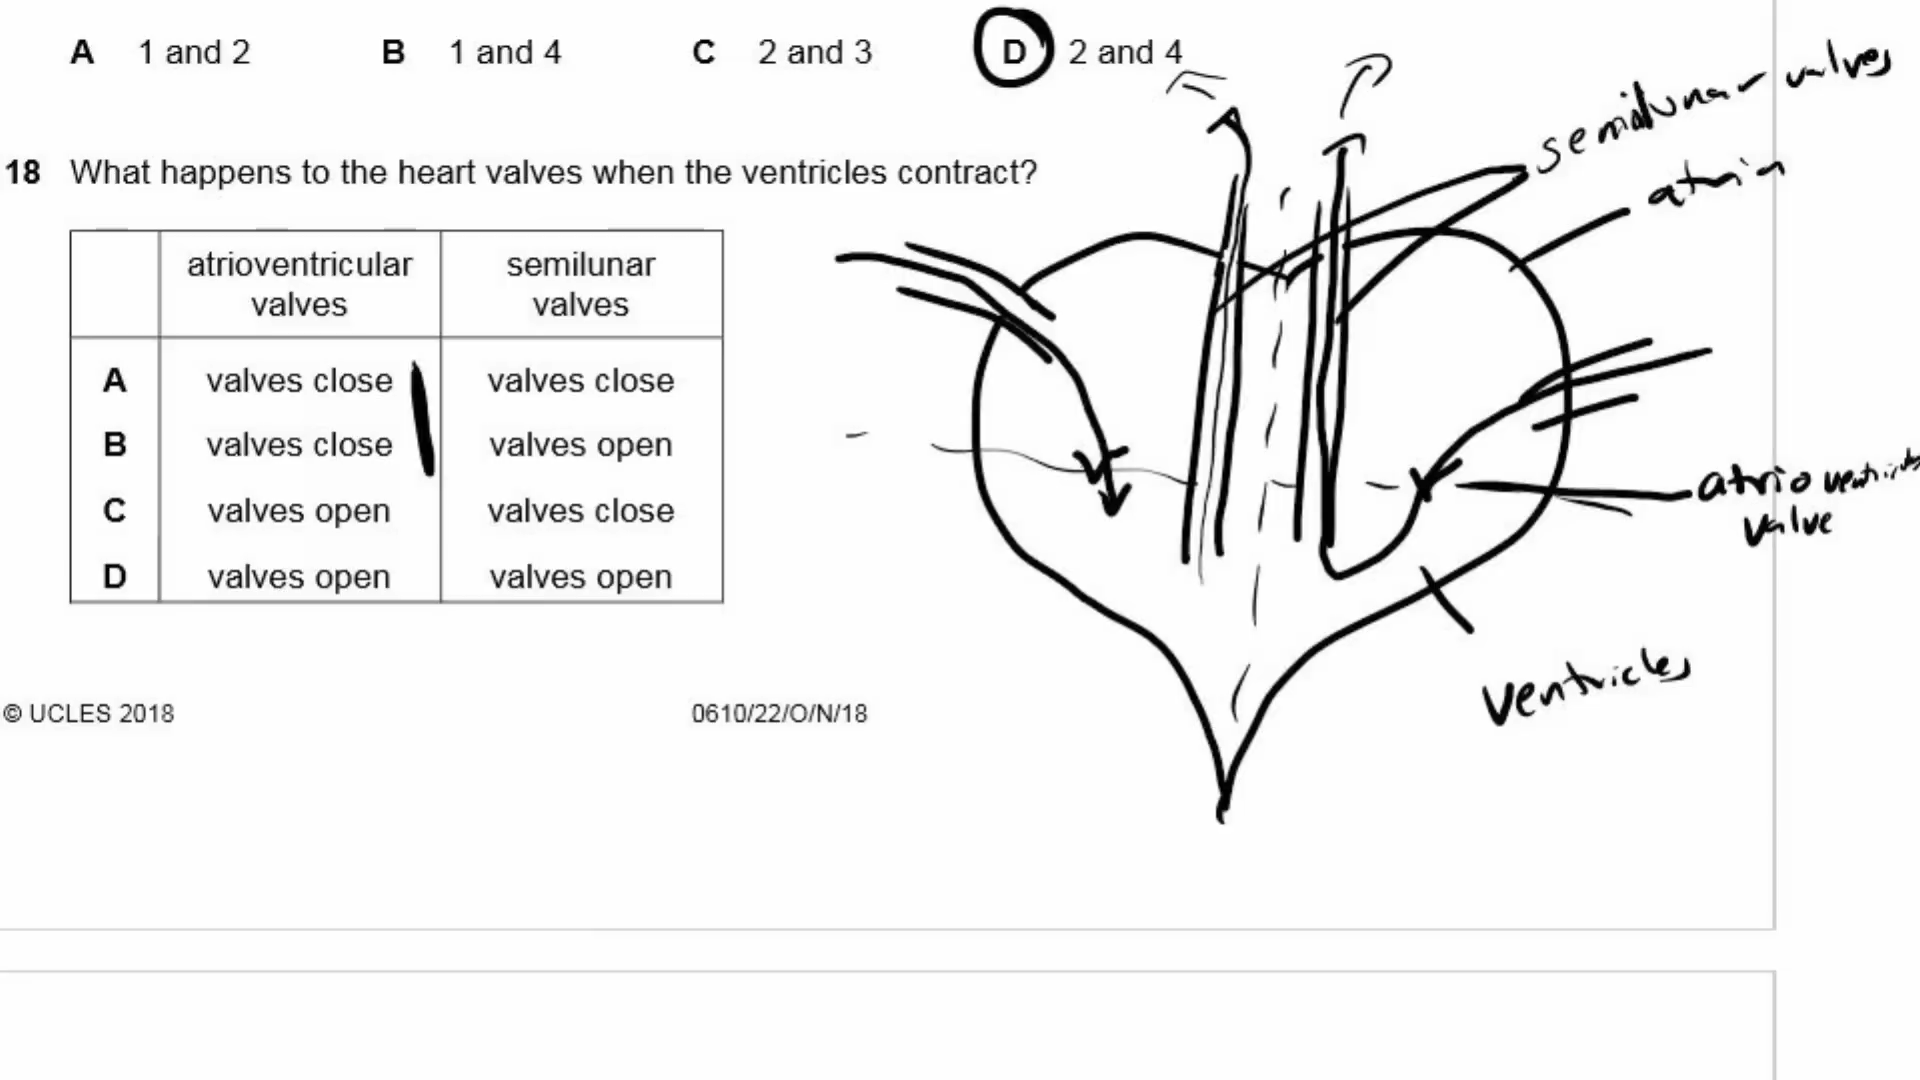 A 1 and 2 B 1 and 4 C 2 and 3 D 2 and 4
18 What happens to the heart valves when the ventricles contract?
atrioventricular valves semilunar valves
A valves close valves close
B valves close valves open
C valves open valves close
D valves open valves open
© UCLES 2018 0610/22/O/N/18
semilunar valves
atria
atrio
valve
ventricles